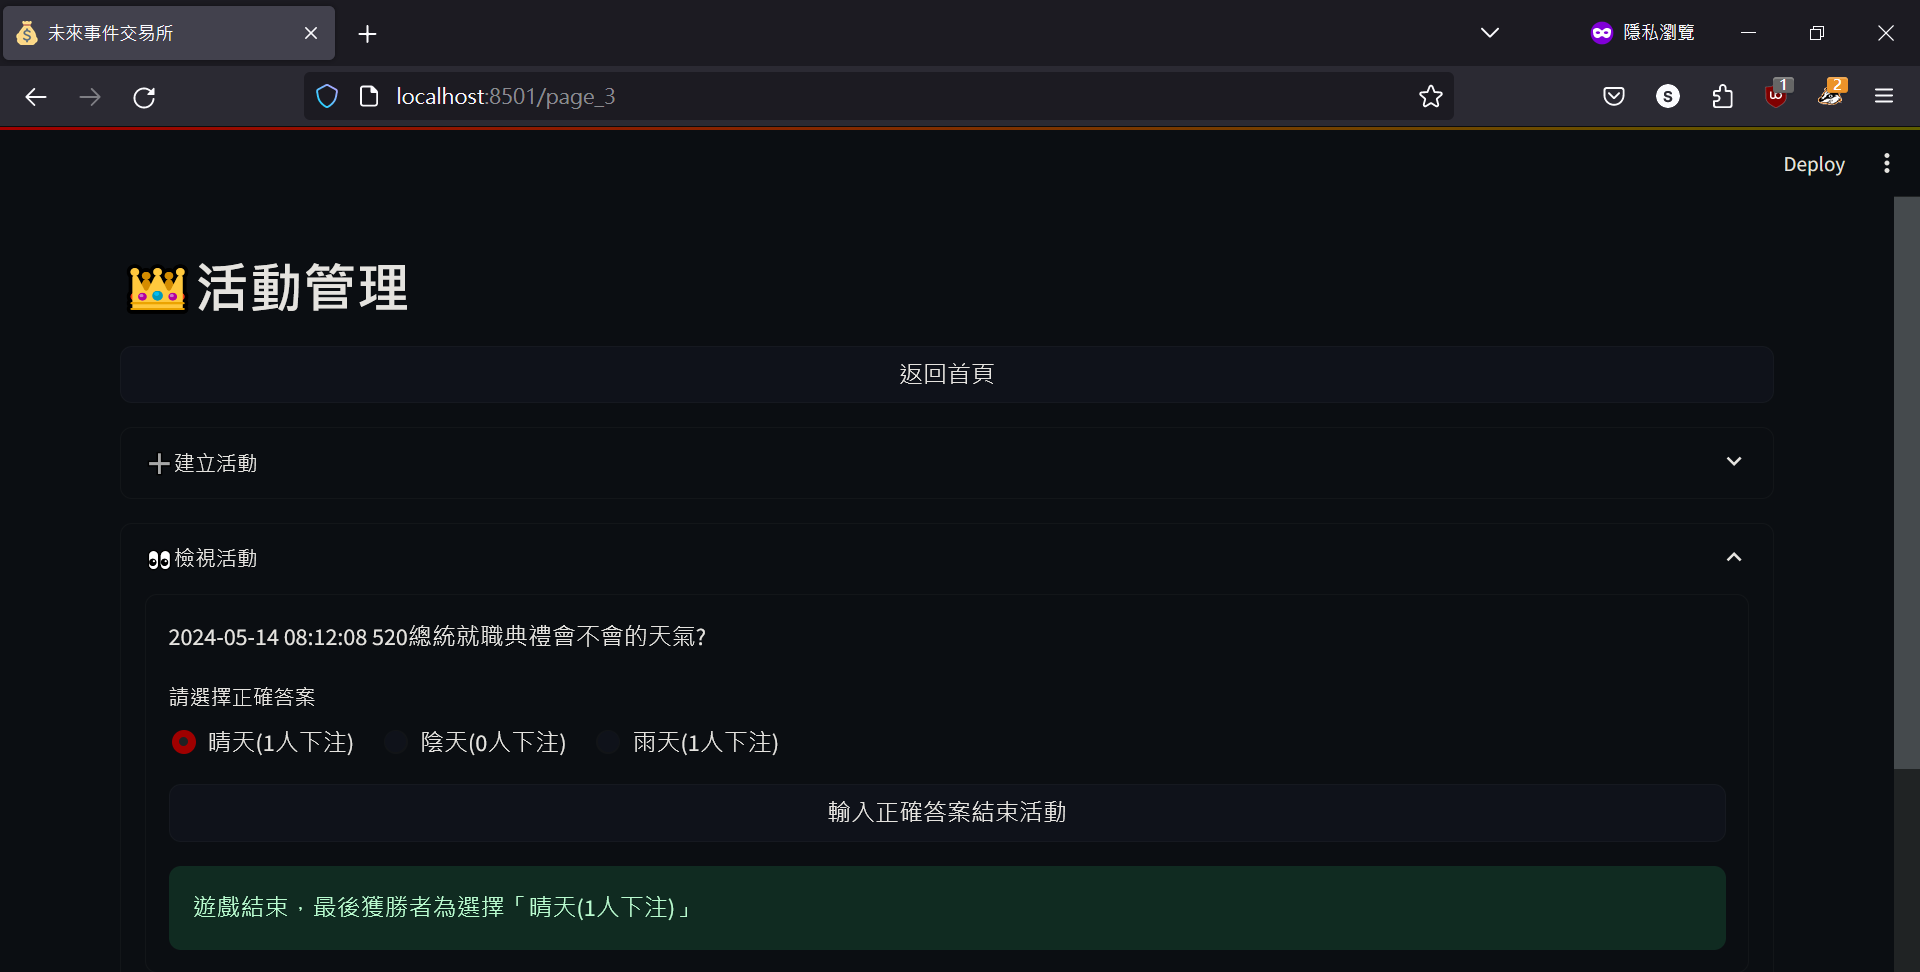 未來事件交易所
隱私瀏覽
localhost:8501/page_3
1
2
Deploy
活動管理
返回首頁
建立活動
檢視活動
2024-05-14 08:12:08 520總統就職典禮會不會的天氣?
請選擇正確答案
晴天(1人下注) 陰天(0人下注) 雨天(1人下注)
輸入正確答案結束活動
遊戲結束，最後獲勝者為選擇「晴天(1人下注)」